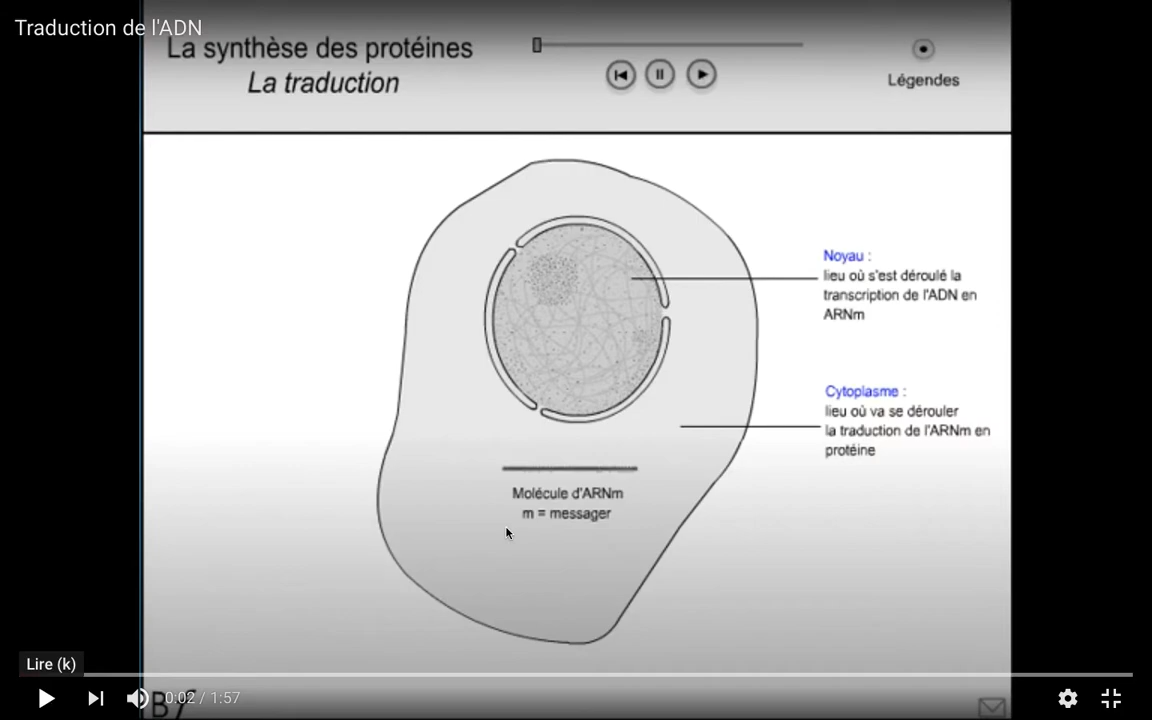 Traduction de l'ADN
La synthèse des protéines
La traduction
Légendes
Noyau :
lieu où s'est déroulé la
transcription de l'ADN en
ARNm
Cytoplasme :
lieu où va se dérouler
la traduction de l'ARNm en
protéine
Molécule d'ARNm
m = messager
Lire (k)
0:02 / 1:57